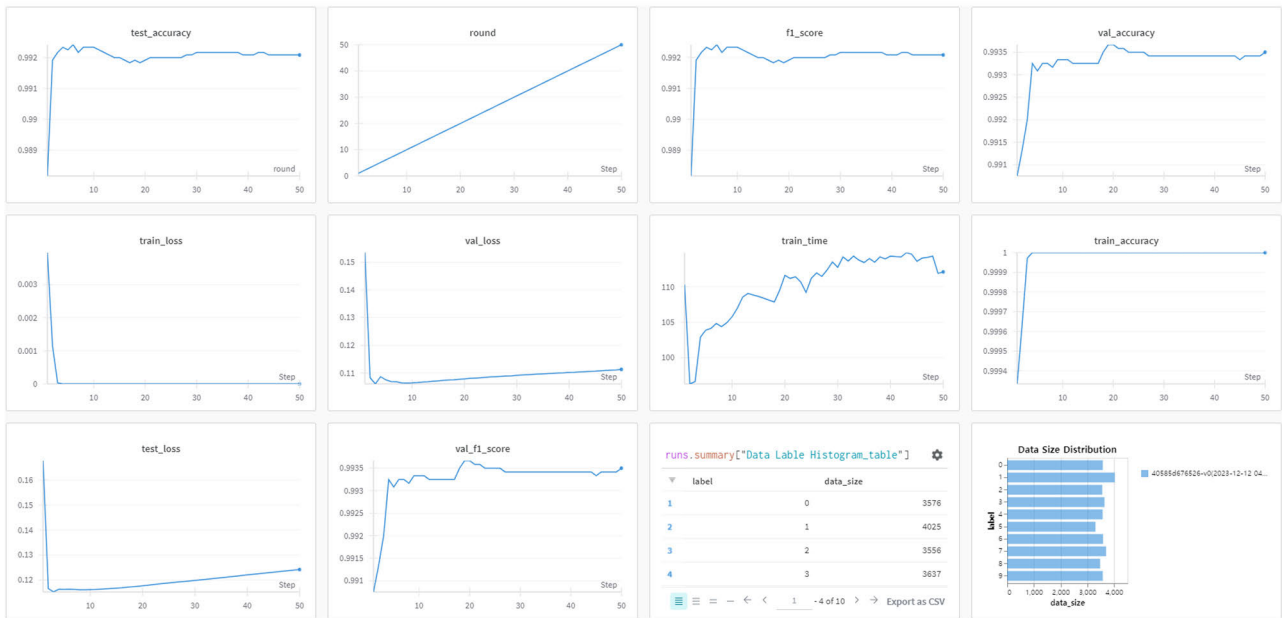 test_accuracy
0.992
0.991
0.99
0.989
round
10 20 30 40 50
round
50
40
30
20
10
0
Step
10 20 30 40 50
f1_score
0.992
0.991
0.99
0.989
Step
10 20 30 40 50
val_accuracy
0.9935
0.993
0.9925
0.992
0.9915
0.991
Step
10 20 30 40 50
train_loss
0.003
0.002
0.001
0
Step
10 20 30 40 50
val_loss
0.15
0.14
0.13
0.12
0.11
Step
10 20 30 40 50
train_time
110
105
100
Step
10 20 30 40 50
train_accuracy
1
0.9999
0.9998
0.9997
0.9996
0.9995
0.9994
Step
10 20 30 40 50
test_loss
0.16
0.15
0.14
0.13
0.12
Step
10 20 30 40 50
val_f1_score
0.9935
0.993
0.9925
0.992
0.9915
0.991
Step
10 20 30 40 50
runs.summary["Data Lable Histogram_table"]
label data_size
1 0 3576
2 1 4025
3 2 3556
4 3 3637
1 - 4 of 10 Export as CSV
Data Size Distribution
label
0
1
2
3
4
5
6
7
8
9
0 1,000 2,000 3,000 4,000
data_size
40585d676526-v0(2023-12-12 04...